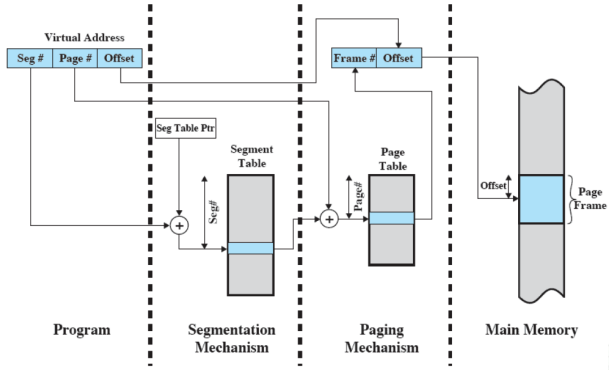 Virtual Address
Seg # Page # Offset
Frame # Offset
Seg Table Ptr
Segment
Table
Page
Table
Seg#
Page#
Offset
Page
Frame
+
+
Program
Segmentation
Mechanism
Paging
Mechanism
Main Memory